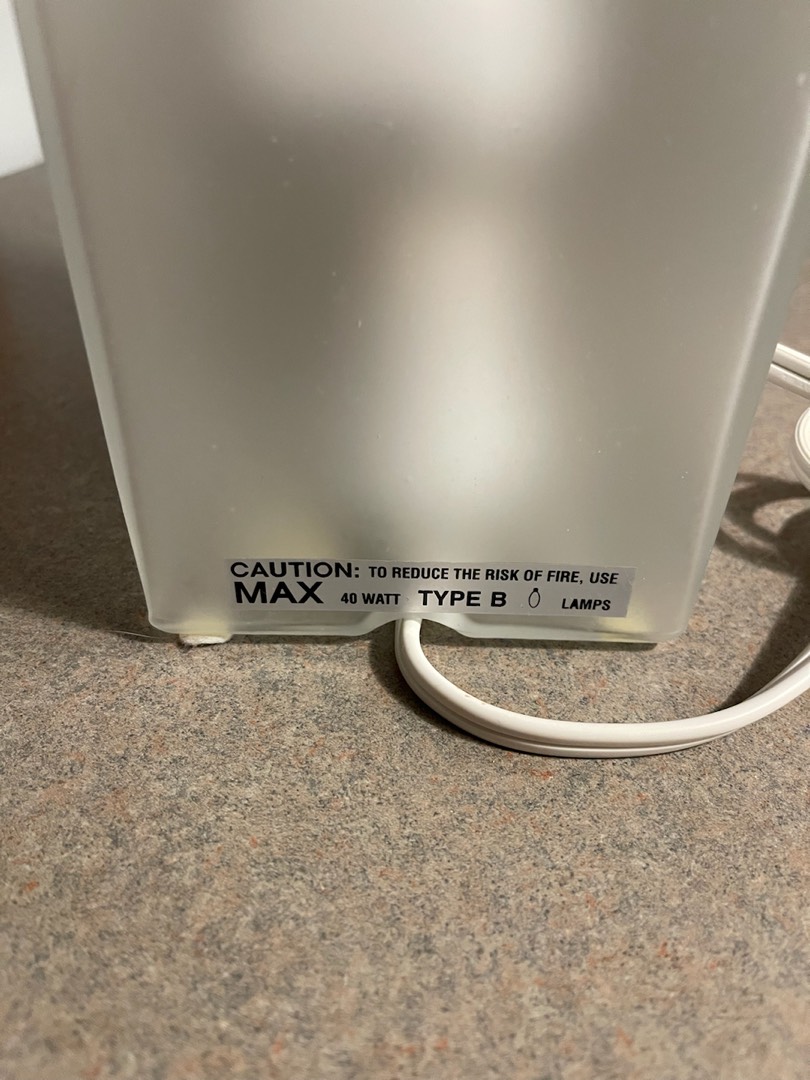 CAUTION: TO REDUCE THE RISK OF FIRE, USE
MAX 40 WATT TYPE B LAMPS